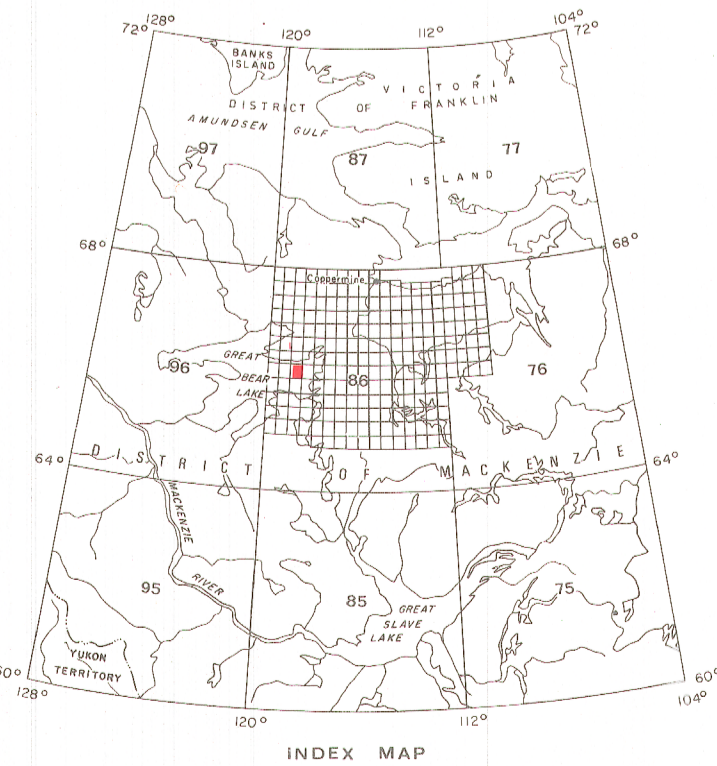 128°
120°
112°
104°
72°
72°
BANKS
ISLAND
VICTORIA
DISTRICT OF FRANKLIN
AMUNDSEN GULF
97
87
77
ISLAND
68°
68°
Coppermine
GREAT
96
BEAR
86
76
LAKE
DISTRICT OF MACKENZIE
64°
64°
MACKENZIE
RIVER
95
85
75
GREAT
SLAVE
LAKE
YUKON
TERRITORY
60°
60°
128°
104°
120°
112°
INDEX MAP